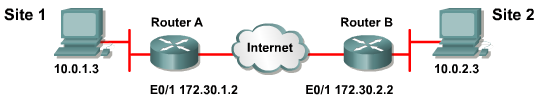 Site 1
Router A
Internet
Router B
Site 2
10.0.1.3
E0/1 172.30.1.2
E0/1 172.30.2.2
10.0.2.3